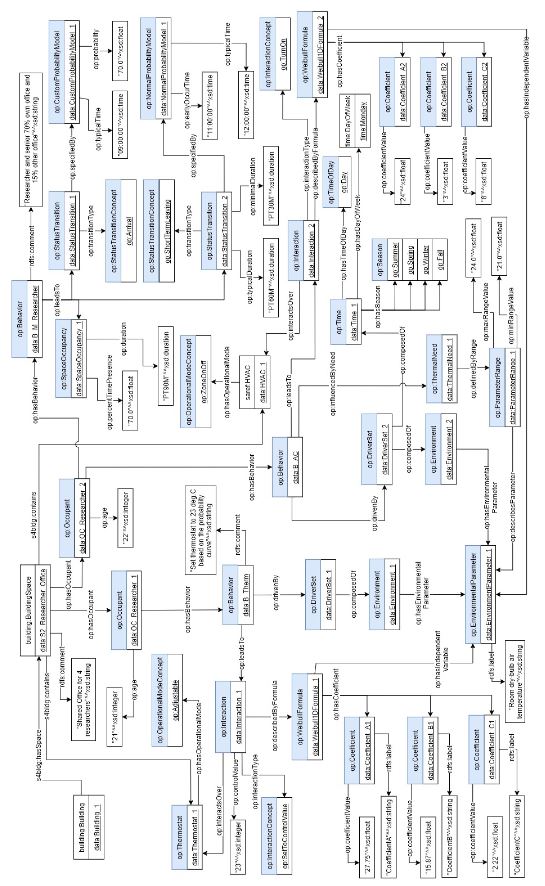 building:BuildingSpace
data:S2_Researcher_Office
s4bldg:hasSpace
s4bldg:contains
s4bldg:contains
rdfs:comment
"Shared Office for 4
researchers"^^xsd:string
building:Building
data:Building_1
op:hasOccupant
op:hasOccupant
op:Occupant
data:OC_Researcher_2
op:age
"22"^^xsd:integer
op:Occupant
data:OC_Researcher_1
op:age
"21"^^xsd:integer
op:hasBehavior
op:Behavior
data:B_M_Researcher
rdfs:comment
"Researcher and senior 70% own office and
15% other office"^^xsd:string
op:leadsTo
op:SpaceOccupancy
data:SpaceOccupancy_1
op:percentTimePresence
"70.0"^^xsd:float
op:duration
"PT90M"^^xsd:duration
op:StatusTransition
data:StatusTransition_1
op:specifiedBy
op:transitionType
op:StatusTransitionConcept
op:Arrival
op:CustomProbabilityModel
data:CustomProbabilityModel_1
op:typicalTime
op:probability
"09:00:00"^^xsd:time
"70.0"^^xsd:float
op:StatusTransitionConcept
op:ShortTermLeaving
op:transitionType
op:StatusTransition
data:StatusTransition_2
op:specifiedBy
op:typicalDuration
op:minimalDuration
"PT60M"^^xsd:duration
"PT30M"^^xsd:duration
op:NormalProbabilityModel
data:NormalProbabilityModel_1
op:earlyOccurTime
"11:00:00"^^xsd:time
op:typicalTime
"12:00:00"^^xsd:time
op:OperationalModeConcept
op:Adjustable
op:Thermostat
data:Thermostat_1
op:hasOperationalMode
op:interactsOver
op:Interaction
data:Interaction_1
op:controlValue
"23"^^xsd:integer
op:interactionType
op:InteractionConcept
op:SetToControlValue
op:describedByFormula
op:WeibullFormula
data:Weibull1DFormula_1
op:hasCoefficient
op:hasBehavior
"Set thermostat to 23 deg.C
based on the probability
curve"^^xsd:string
rdfs:comment
op:Behavior
data:B_Therm
op:leadsTo
op:drivenBy
op:DriverSet
data:DriverSet_1
op:composedOf
op:Environment
data:Environment_1
op:hasEnvironmental
Parameter
op:hasBehavior
op:Behavior
data:B_AC
op:leadsTo
op:drivenBy
op:influencedByNeed
op:OperationalModeConcept
op:ZoneOnOff
op:hasOperationalMode
saref:HVAC
data:HVAC_1
op:interactsOver
op:Interaction
data:Interaction_2
op:interactionType
op:InteractionConcept
op:TurnOn
op:describedByFormula
op:WeibullFormula
data:Weibull1DFormula_2
op:hasCoefficient
op:Time
data:Time_1
op:hasTimeOfDay
op:TimeOfDay
op:Day
op:hasDayOfWeek
time:DayOfWeek
time:Monday
op:hasSeason
op:Season
op:Summer
op:Spring
op:Winter
op:Fall
op:DriverSet
data:DriverSet_2
op:composedOf
op:composedOf
op:Environment
data:Environment_2
op:hasEnvironmental
Parameter
op:ThermalNeed
data:ThermalNeed_1
op:definedByRange
op:ParameterRange
data:ParameterRange_1
op:maxRangeValue
"24.0"^^xsd:float
op:minRangeValue
"21.0"^^xsd:float
op:describesParameter
op:EnvironmentalParameter
data:EnvironmentParameter_1
rdfs:label
"Room dry-bulb air
temperature"^^xsd:string
op:hasIndependent
Variable
op:coefficientValue
"27.75"^^xsd:float
op:Coefficient
data:Coefficient_A1
"CoefficientA"^^xsd:string
rdfs:label
op:coefficientValue
"15.87"^^xsd:float
op:Coefficient
data:Coefficient_B1
"CoefficientB"^^xsd:string
rdfs:label
op:coefficientValue
"2.22"^^xsd:float
op:Coefficient
data:Coefficient_C1
"CoefficientC"^^xsd:string
rdfs:label
op:coefficientValue
"24"^^xsd:float
op:Coefficient
data:Coefficient_A2
op:coefficientValue
"3"^^xsd:float
op:Coefficient
data:Coefficient_B2
op:coefficientValue
"8"^^xsd:float
op:Coefficient
data:Coefficient_C2
op:hasIndependentVariable